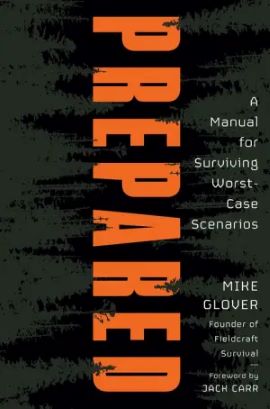 PREPARED
A
Manual
for
Surviving
Worst-
Case
Scenarios
MIKE
GLOVER
Founder of
Fieldcraft
Survival
Foreword by
JACK CARR